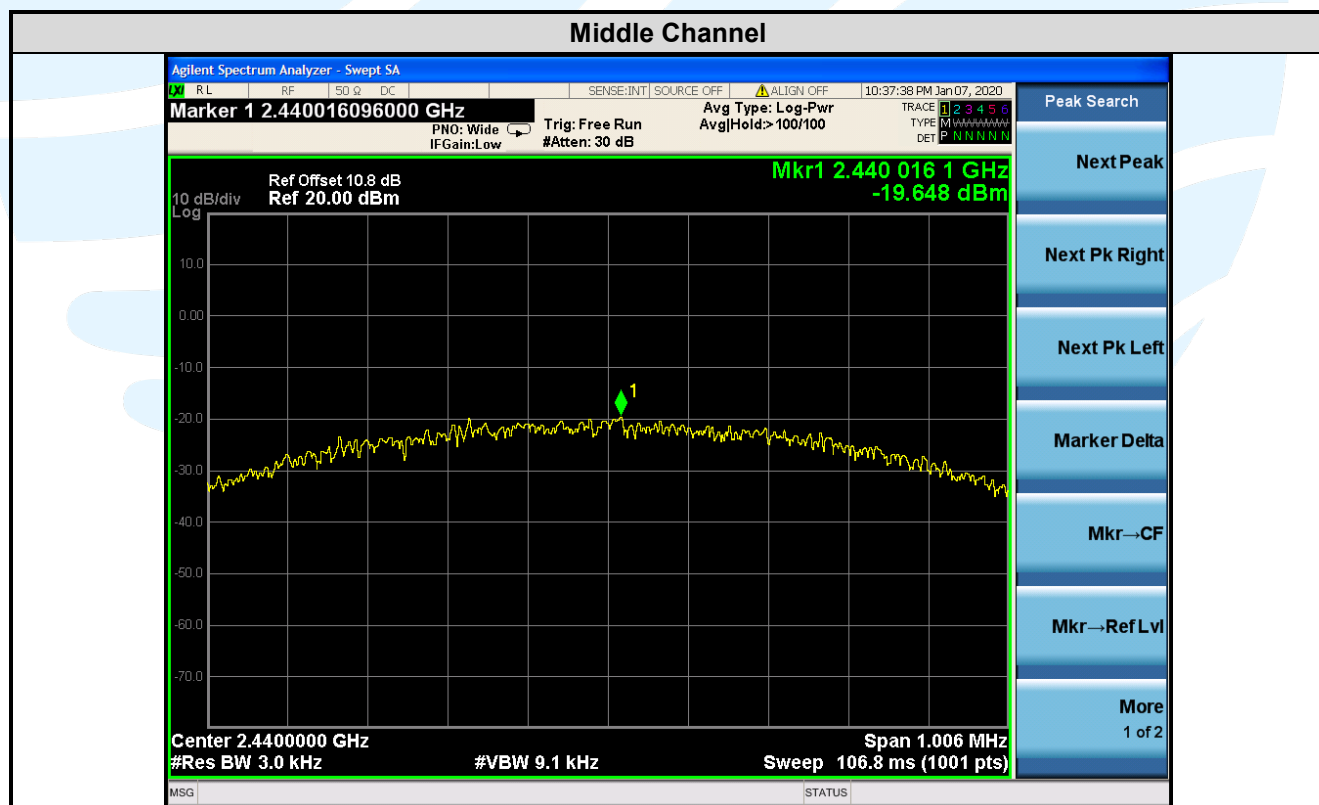 Middle Channel
Agilent Spectrum Analyzer - Swept SA
LXI RL RF 50 Ω DC SENSE:INT SOURCE OFF ALIGN OFF 10:37:38 PM Jan 07, 2020
Marker 1 2.440016096000 GHz
PNO: Wide
IFGain:Low
Trig: Free Run
#Atten: 30 dB
Avg Type: Log-Pwr
Avg|Hold:> 100/100
TRACE 1 2 3 4 5 6
TYPE M
DET P N N N N N
Peak Search
Next Peak
Next Pk Right
Next Pk Left
Marker Delta
Mkr→CF
Mkr→Ref Lvl
More
1 of 2
Mkr1 2.440 016 1 GHz
-19.648 dBm
Ref Offset 10.8 dB
10 dB/div Ref 20.00 dBm
Log
10.0
0.00
-10.0
-20.0
-30.0
-40.0
-50.0
-60.0
-70.0
1
Center 2.4400000 GHz Span 1.006 MHz
#Res BW 3.0 kHz #VBW 9.1 kHz Sweep 106.8 ms (1001 pts)
MSG STATUS